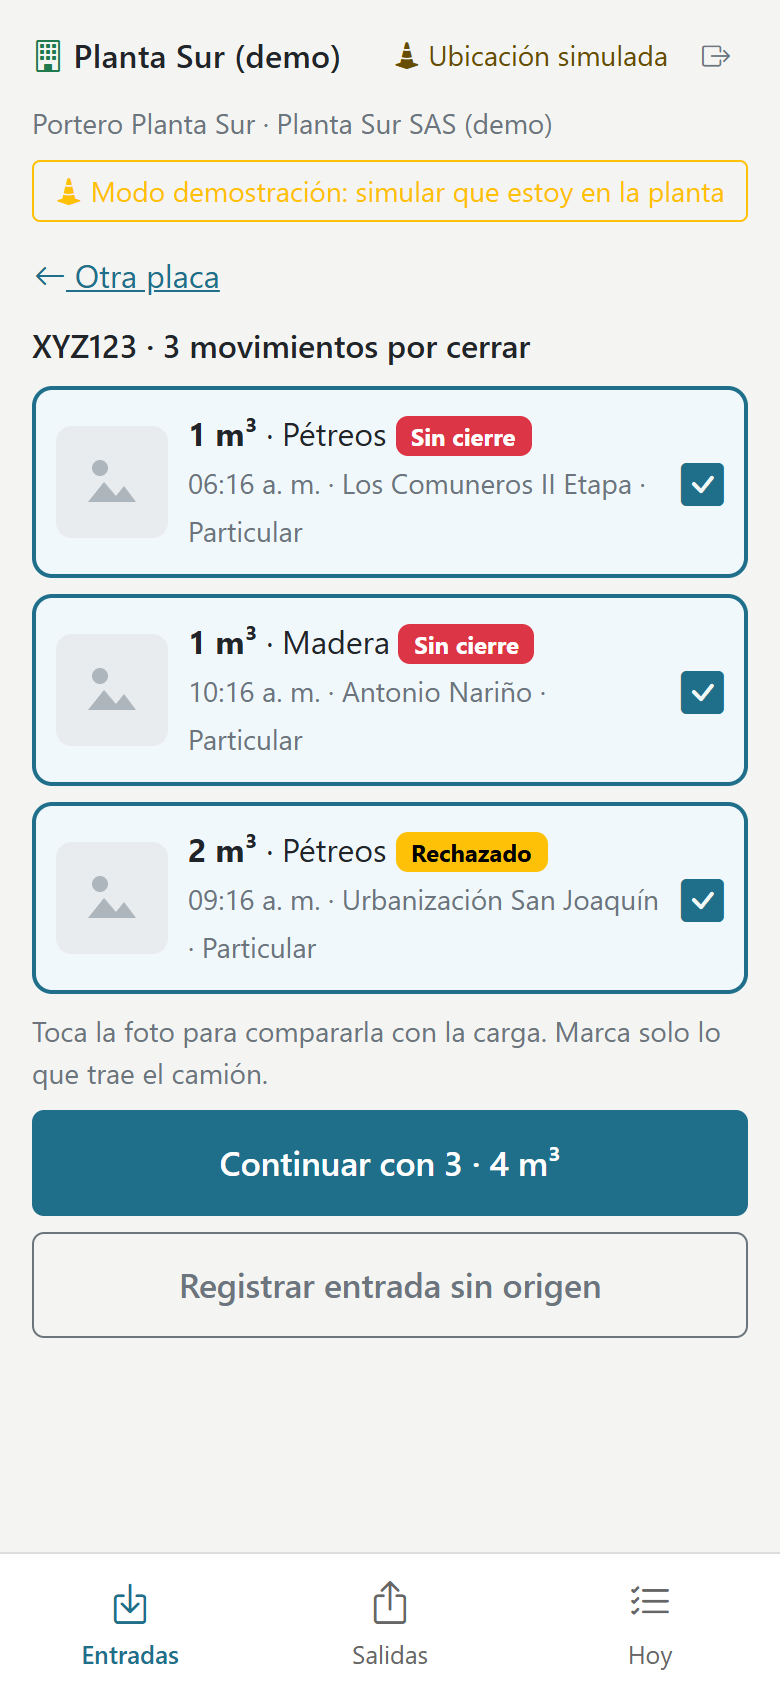 Planta Sur (demo)
Ubicación simulada
Portero Planta Sur · Planta Sur SAS (demo)
Modo demostración: simular que estoy en la planta
← Otra placa
XYZ123 · 3 movimientos por cerrar
1 m³ · Pétreos Sin cierre
06:16 a. m. · Los Comuneros II Etapa ·
Particular
1 m³ · Madera Sin cierre
10:16 a. m. · Antonio Nariño ·
Particular
2 m³ · Pétreos Rechazado
09:16 a. m. · Urbanización San Joaquín
· Particular
Toca la foto para compararla con la carga. Marca solo lo
que trae el camión.
Continuar con 3 · 4 m³
Registrar entrada sin origen
Entradas
Salidas
Hoy